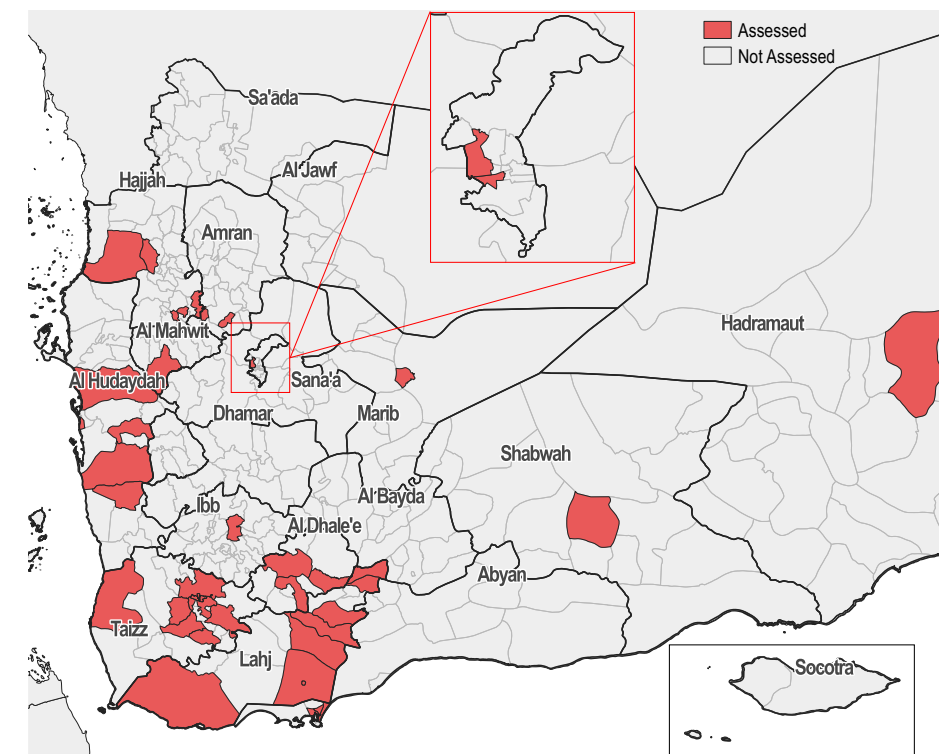 Assessed
Not Assessed
Sa'ada
Al Jawf
Hajjah
Amran
Hadramaut
Al Mahwit
Al Hudaydah
Sana'a
Dhamar
Marib
Shabwah
Al Bayda
Ibb
Al Dhale'e
Abyan
Taizz
Lahj
Socotra